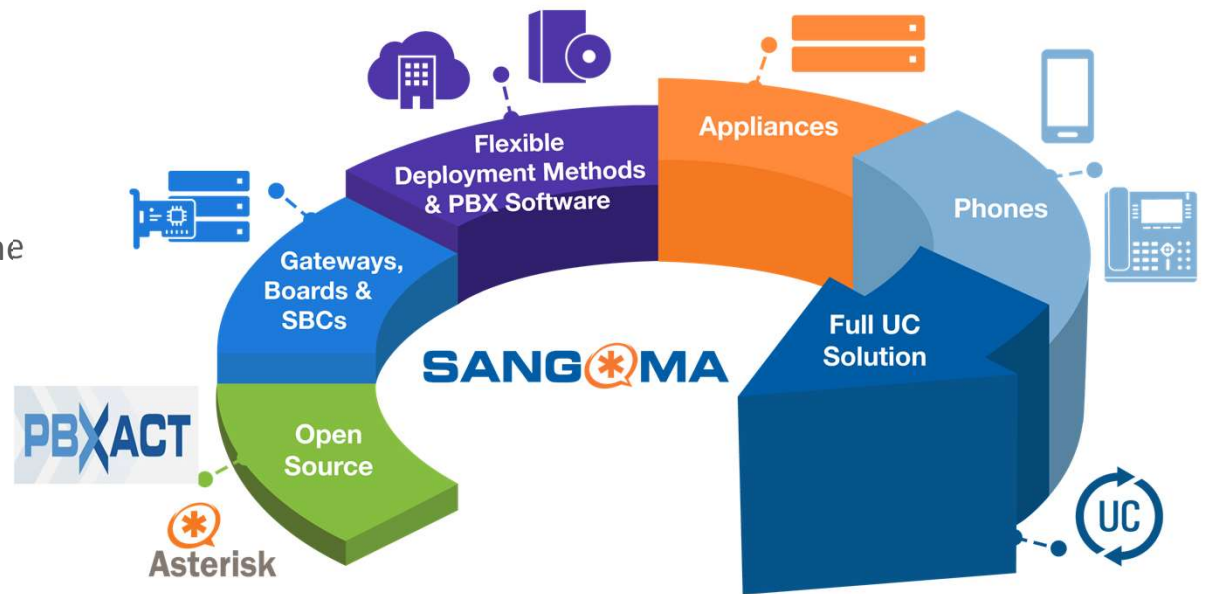 Flexible
Deployment Methods
& PBX Software
Appliances
Phones
Gateways,
Boards &
SBCs
Full UC
Solution
SANGOMA
PBXACT
Open
Source
Asterisk
UC